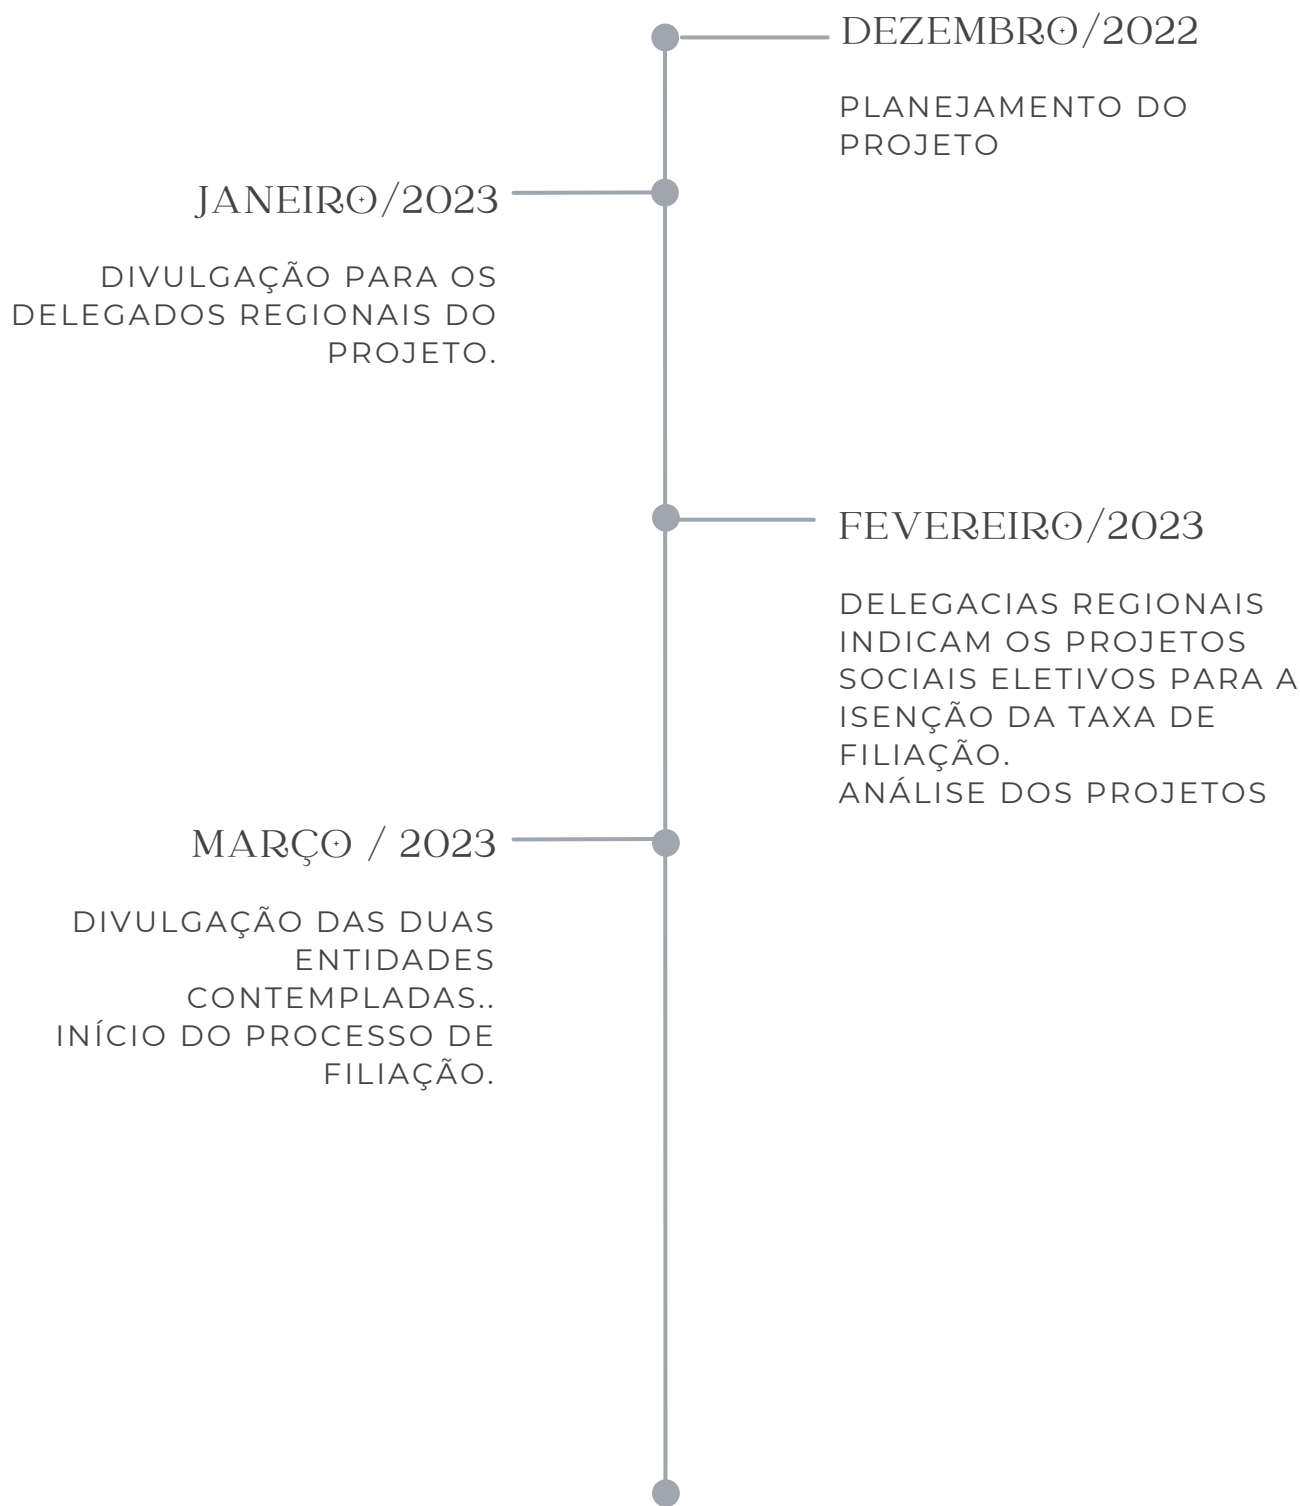 DEZEMBRO/2022
PLANEJAMENTO DO
PROJETO
JANEIRO/2023
DIVULGAÇÃO PARA OS
DELEGADOS REGIONAIS DO
PROJETO.
FEVEREIRO/2023
DELEGACIAS REGIONAIS
INDICAM OS PROJETOS
SOCIAIS ELETIVOS PARA A
ISENÇÃO DA TAXA DE
FILIAÇÃO.
ANÁLISE DOS PROJETOS
MARÇO / 2023
DIVULGAÇÃO DAS DUAS
ENTIDADES
CONTEMPLADAS..
INÍCIO DO PROCESSO DE
FILIAÇÃO.